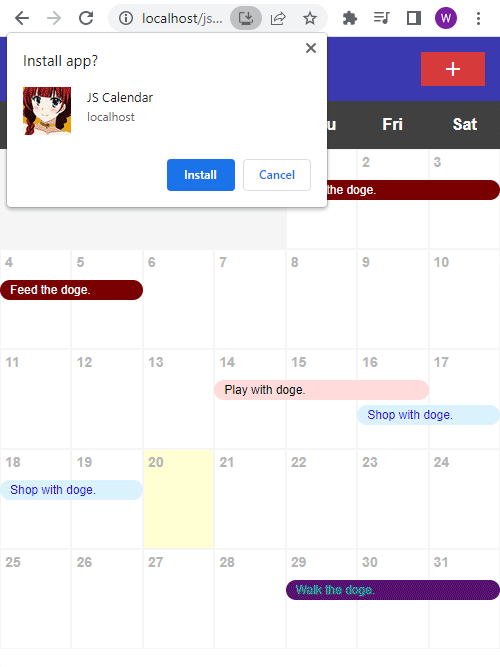 localhost/js...
W
Install app?
JS Calendar
localhost
Install
Cancel
u
Fri
Sat
2
3
the doge.
4
5
6
7
8
9
10
Feed the doge.
11
12
13
14
15
16
17
Play with doge.
Shop with doge.
18
19
20
21
22
23
24
Shop with doge.
25
26
27
28
29
30
31
Walk the doge.